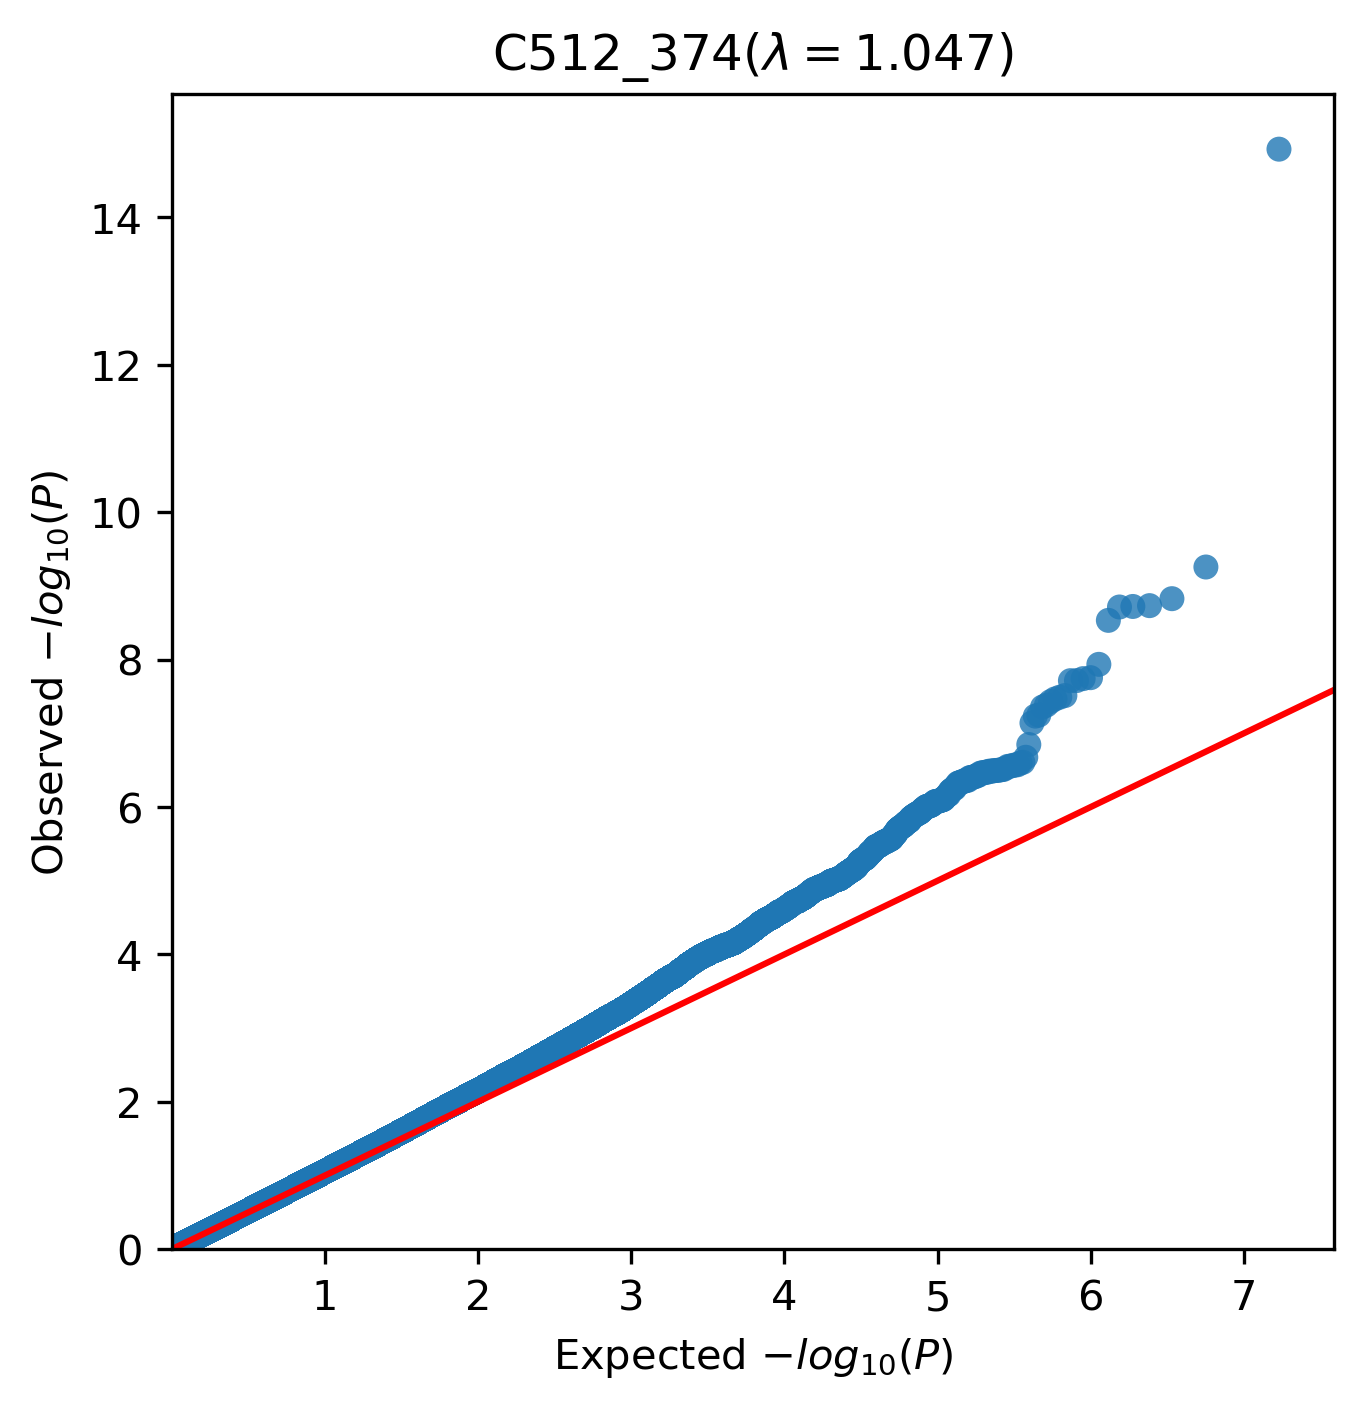 C512_374(λ = 1.047)
Observed −log₁₀(P)
14
12
10
8
6
4
2
0
1 2 3 4 5 6 7
Expected −log₁₀(P)